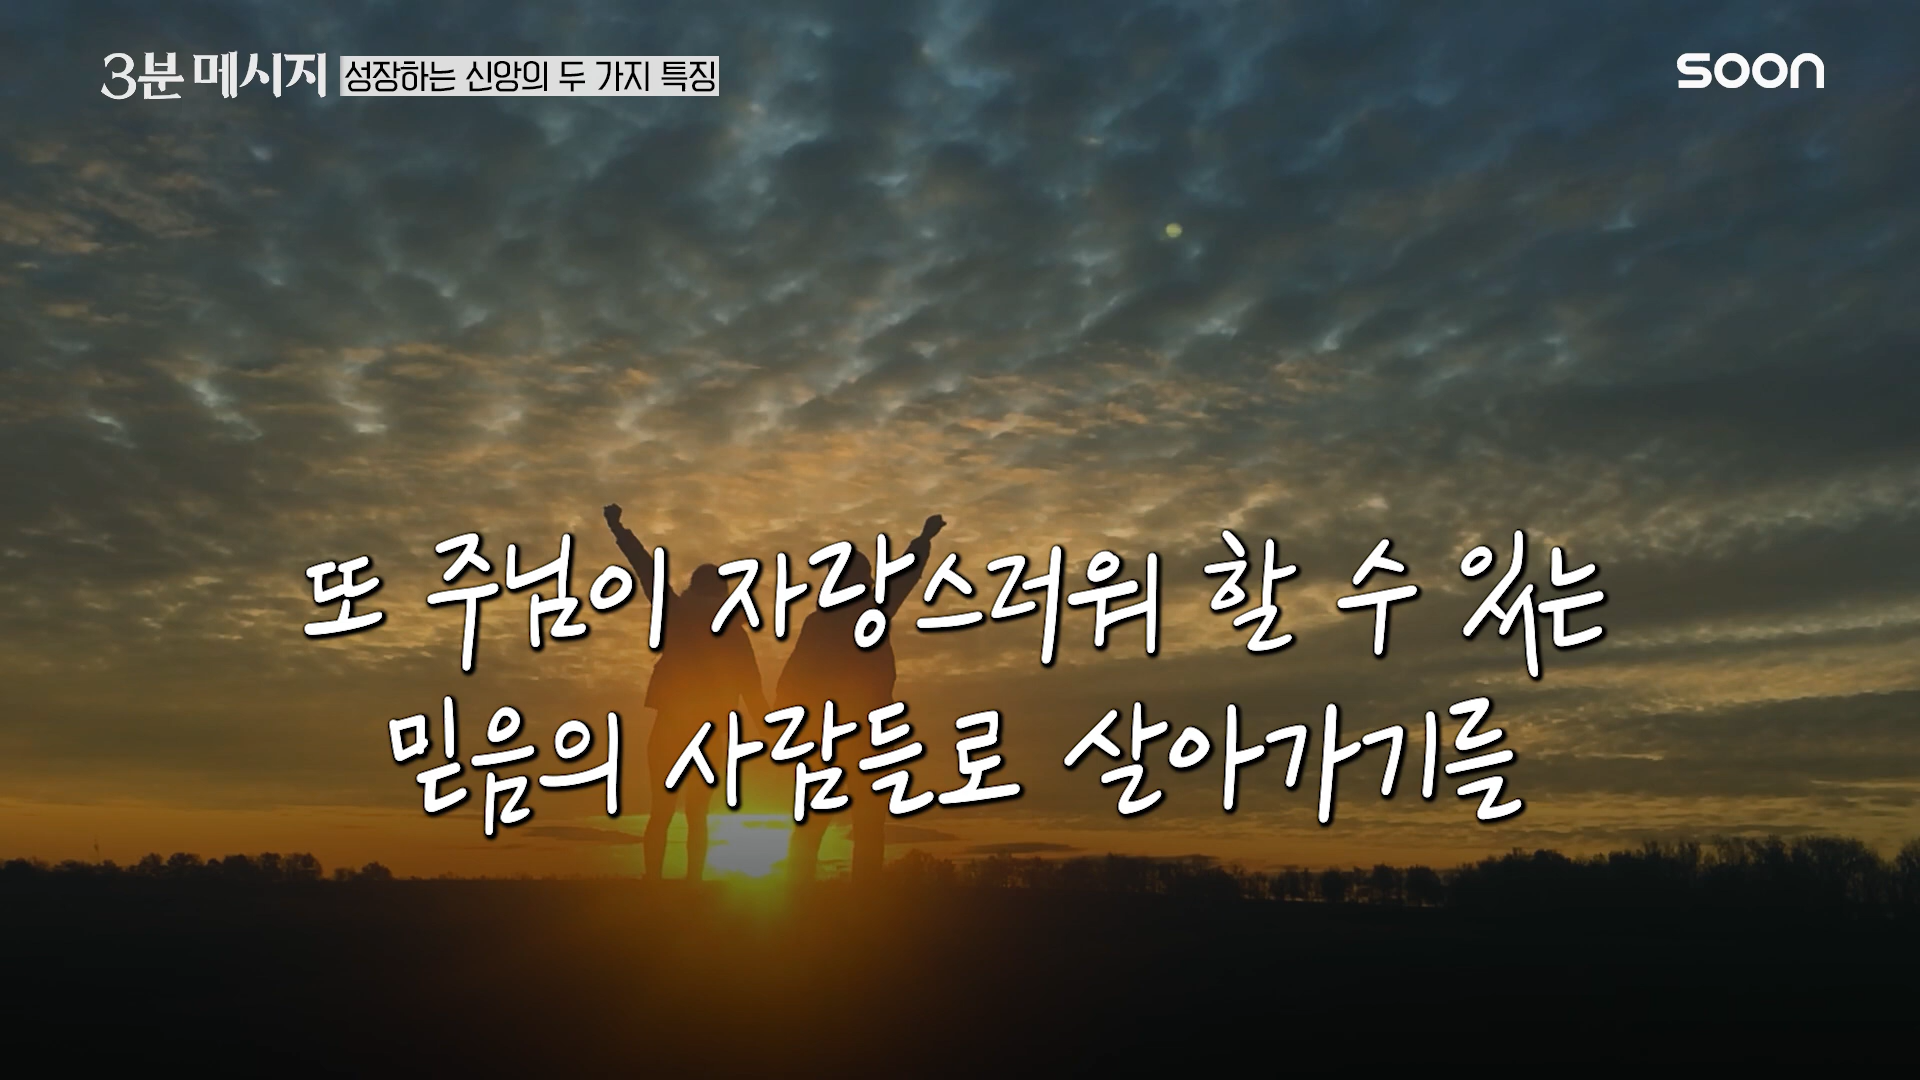 3분 메시지 성장하는 신앙의 두 가지 특징
soon
또 주님이 자랑스러워 할 수 있는
믿음의 사람들로 살아가기를